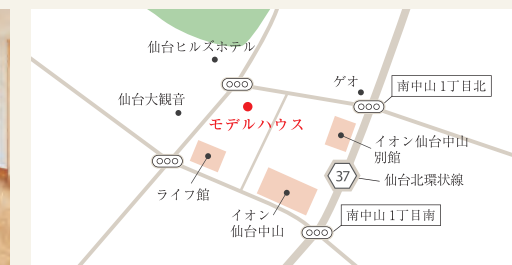 仙台ヒルズホテル
ゲオ
南中山1丁目北
仙台大観音
モデルハウス
イオン仙台中山
別館
37
仙台北環状線
ライフ館
イオン
仙台中山
南中山1丁目南